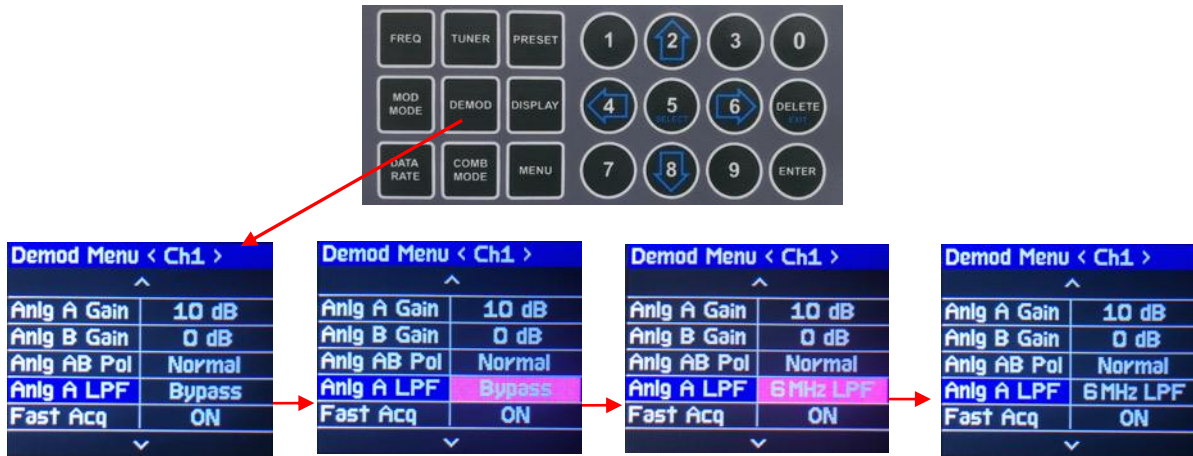 FREQ TUNER PRESET 1 2 3 0
MOD MODE DEMOD DISPLAY 4 5 SELECT 6 DELETE EXIT
DATA RATE COMB MODE MENU 7 8 9 ENTER
Demod Menu < Ch1 >
Anlg A Gain 10 dB
Anlg B Gain 0 dB
Anlg AB Pol Normal
Anlg A LPF Bypass
Fast Acq ON
Demod Menu < Ch1 >
Anlg A Gain 10 dB
Anlg B Gain 0 dB
Anlg AB Pol Normal
Anlg A LPF Bypass
Fast Acq ON
Demod Menu < Ch1 >
Anlg A Gain 10 dB
Anlg B Gain 0 dB
Anlg AB Pol Normal
Anlg A LPF 6MHz LPF
Fast Acq ON
Demod Menu < Ch1 >
Anlg A Gain 10 dB
Anlg B Gain 0 dB
Anlg AB Pol Normal
Anlg A LPF 6MHz LPF
Fast Acq ON